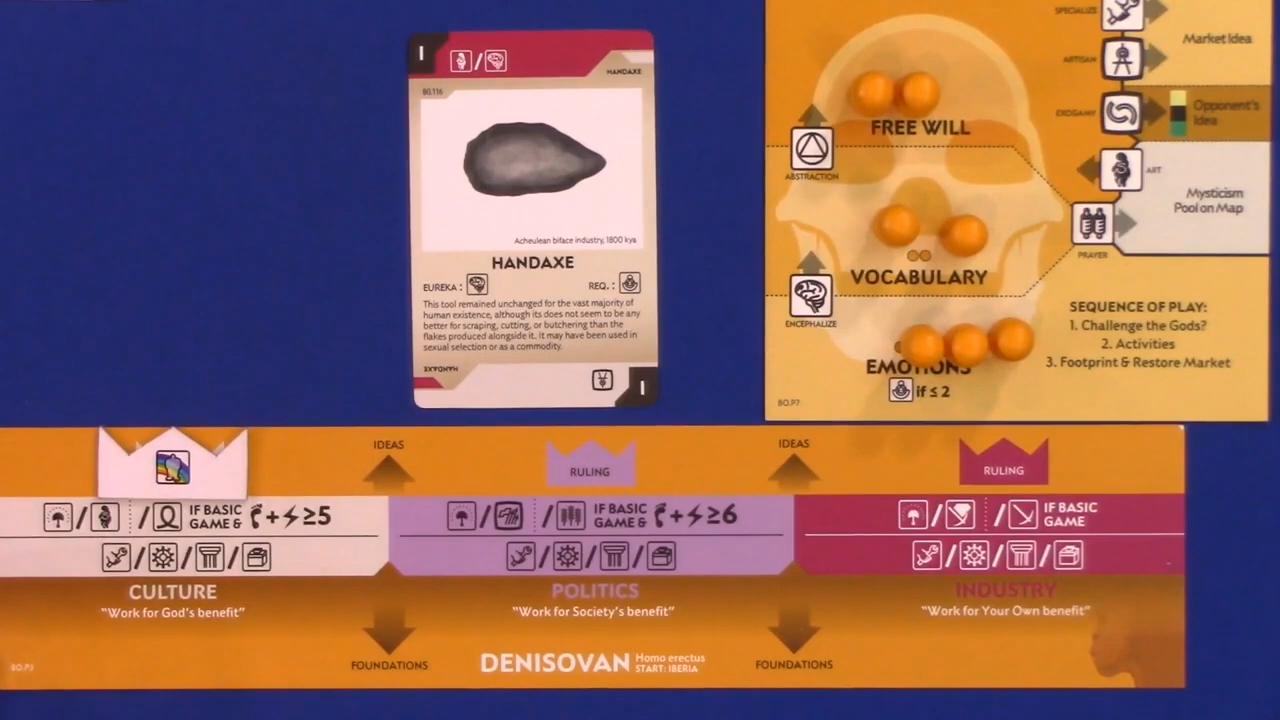 I
HANDAXE
BO.116
Acheulean biface industry, 1800 kya
HANDAXE
EUREKA :
REQ. :
This tool remained unchanged for the vast majority of
human existence, although its does not seem to be any
better for scraping, cutting, or butchering than the
flakes produced alongside it. It may have been used in
sexual selection or as a commodity.
HANDAXE
I
SPECIALIZE
Market Idea
ARTISAN
EXOGAMY
Opponent's
Idea
FREE WILL
ABSTRACTION
ART
Mysticism
Pool on Map
PRAYER
VOCABULARY
ENCEPHALIZE
SEQUENCE OF PLAY:
1. Challenge the Gods?
2. Activities
3. Footprint & Restore Market
EMOTIONS
if ≤ 2
BO.P7
IDEAS
RULING
IDEAS
RULING
/ / IF BASIC
GAME & + ≥5
/ / IF BASIC
GAME & + ≥6
/ / IF BASIC
GAME
/ / /
/ / /
/ / /
CULTURE
"Work for God's benefit"
POLITICS
"Work for Society's benefit"
INDUSTRY
"Work for Your Own benefit"
FOUNDATIONS
DENISOVAN
Homo erectus
START: IBERIA
FOUNDATIONS